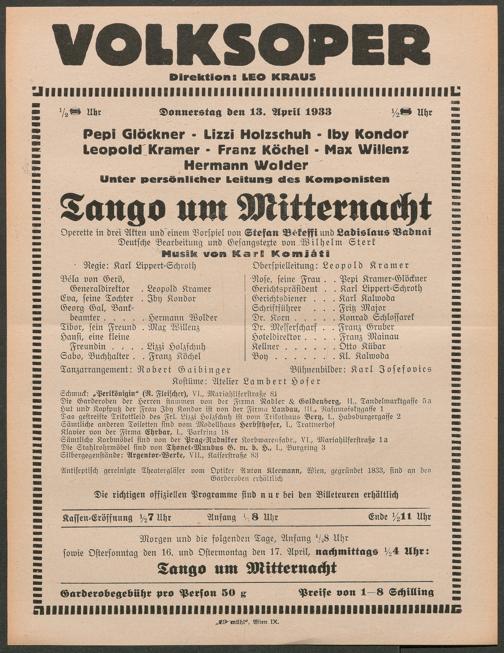 VOLKSOPER
Direktion: LEO KRAUS
½ Uhr Donnerstag den 13. April 1933 ½ Uhr
Pepi Glöckner - Lizzi Holzschuh - Iby Kondor
Leopold Kramer - Franz Köchel - Max Willenz
Hermann Wolder
Unter persönlicher Leitung des Komponisten
Tango um Mitternacht
Operette in drei Akten und einem Vorspiel von Stefan Békeffi und Ladislaus Vadnai
Deutsche Bearbeitung und Gesangstexte von Wilhelm Sterk
Musik von Karl Komjáti
Regie: Karl Lippert-Schroth Oberspielleitung: Leopold Kramer
Béla von Gerö,
Generaldirektor . Leopold Kramer
Eva, seine Tochter . Iby Kondor
Georg Gal, Bank-
beamter . . . . Hermann Wolder
Tibor, sein Freund . Max Willenz
Hansi, eine kleine
Freundin . . . . Lizzi Holzschuh
Sabo, Buchhalter . . Franz Köchel
Rose, seine Frau . . Pepi Kramer-Glöckner
Gerichtspräsident . . Karl Lippert-Schroth
Gerichtsdiener . . . Karl Kalwoda
Schriftführer . . . Fritz Major
Dr. Korn . . . . . Konrad Schlossarek
Dr. Messerscharf . . Franz Gruber
Hoteldirektor . . . Franz Mainau
Kellner . . . . . . Otto Kübar
Boy . . . . . . . Kl. Kalwoda
Tanzarrangement: Robert Gaibinger Bühnenbilder: Karl Josefovics
Kostüme: Atelier Lambert Hofer
Schmuck: „Perlkönigin“ (R. Fleischer), VI., Mariahilferstraße 81
Die Garderoben der Herren stammen von der Firma Nadler & Goldenberg, II., Tandelmarktgasse 5a
Hut und Kopfputz der Frau Iby Kondor ist von der Firma Landau, III., Rasumofskygasse 1
Das gestreifte Trikotkleid des Frl. Lizzi Holzschuh ist vom Trikothaus Bern, I., Habsburgergasse 2
Sämtliche anderen Toiletten sind vom Modellhaus Herbsthofer, I., Trattnerhof
Klavier von der Firma Ehrbar, I., Parkring 18
Sämtliche Korbmöbel sind von der Prag-Rudniker Korbwarenfabr., VI., Mariahilferstraße 1a
Die Stahlrohrmöbel sind von Thonet-Mundus G. m. b. H., I., Burgring 3
Silbergegenstände: Argentor-Werke, VII., Kaiserstraße 83
Antiseptisch gereinigte Theatergläser vom Optiker Anton Kleemann, Wien, gegründet 1833, sind an den
Garderoben erhältlich
Die richtigen offiziellen Programme sind nur bei den Billeteuren erhältlich
Kassen-Eröffnung ½7 Uhr Anfang ½8 Uhr Ende ½11 Uhr
Morgen und die folgenden Tage, Anfang ½8 Uhr
sowie Ostersonntag den 16. und Ostermontag den 17. April, nachmittags ½4 Uhr:
Tango um Mitternacht
Garderobegebühr pro Person 50 g Preise von 1–8 Schilling
Wien IX.